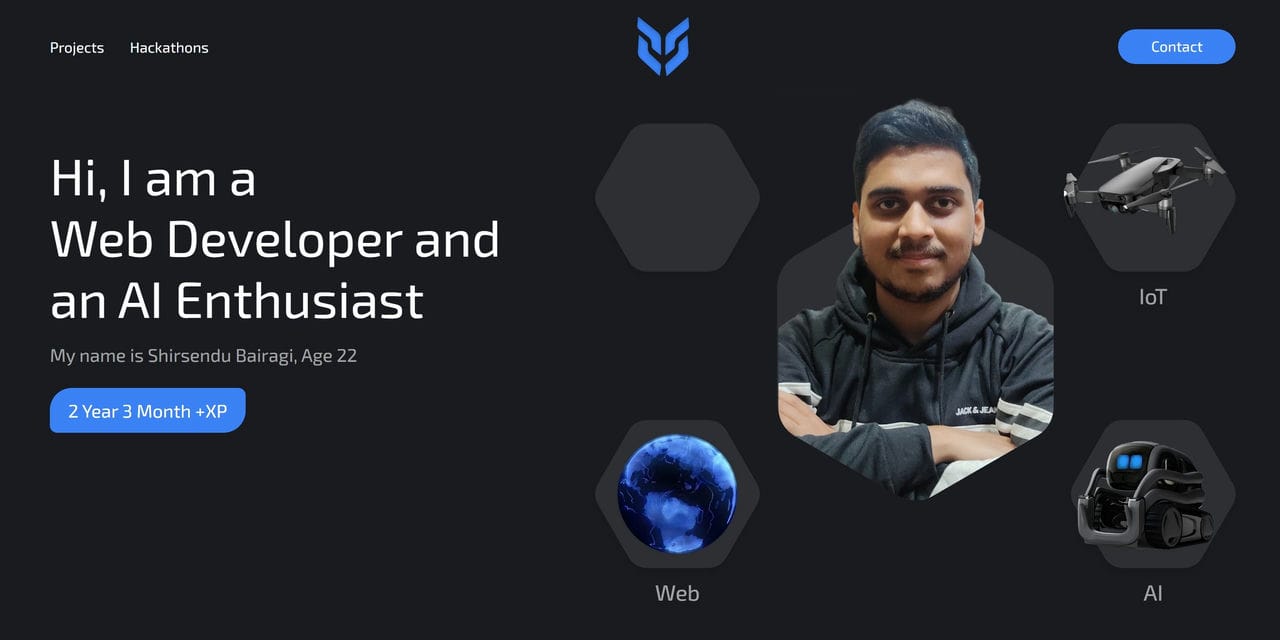 Projects
Hackathons
Contact
Hi, I am a
Web Developer and
an AI Enthusiast
My name is Shirsendu Bairagi, Age 22
2 Year 3 Month +XP
IoT
JACK & JEAN
Web
AI